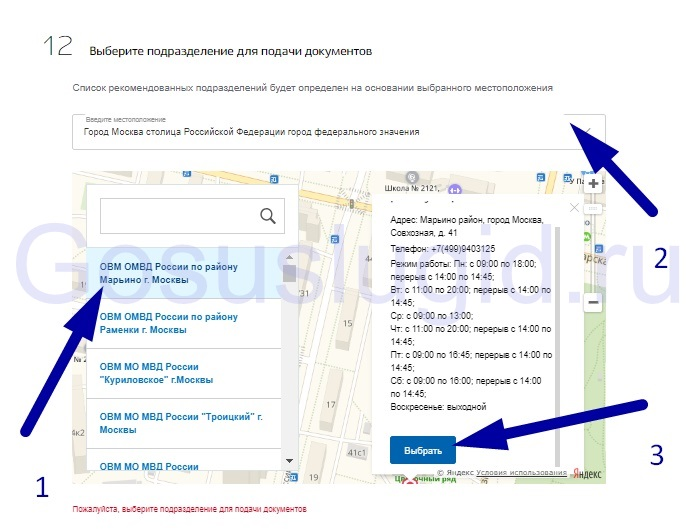 12 Выберите подразделение для подачи документов
Список рекомендованных подразделений будет определен на основании выбранного местоположения
Введите местоположение
Город Москва столица Российской Федерации город федерального значения
2
Школа № 2121,
+
Адрес: Марьино район, город Москва,
Совхозная, д. 41
Телефон: +7(499)9403125
Режим работы: Пн: с 09:00 по 18:00;
перерыв с 14:00 по 14:45;
Вт: с 11:00 по 20:00; перерыв с 14:00 по
14:45;
Ср: с 09:00 по 13:00;
Чт: с 11:00 по 20:00; перерыв с 14:00 по
14:45;
Пт: с 09:00 по 16:45; перерыв с 14:00 по
14:45;
Сб: с 09:00 по 16:00; перерыв с 14:00
по 14:45;
Воскресенье: выходной
Выбрать
3
ОВМ ОМВД России по району
Марьино г. Москвы
ОВМ ОМВД России по району
Раменки г. Москвы
ОВМ МО МВД России
"Куриловское" г.Москвы
ОВМ МО МВД России "Троицкий" г.
Москвы
ОВМ МО МВД России
1
17
31
41с1
© Яндекс Условия использования Яндекс
Цветочный ряд
Пожалуйста, выберите подразделение для подачи документов
Gosuslugid.ru